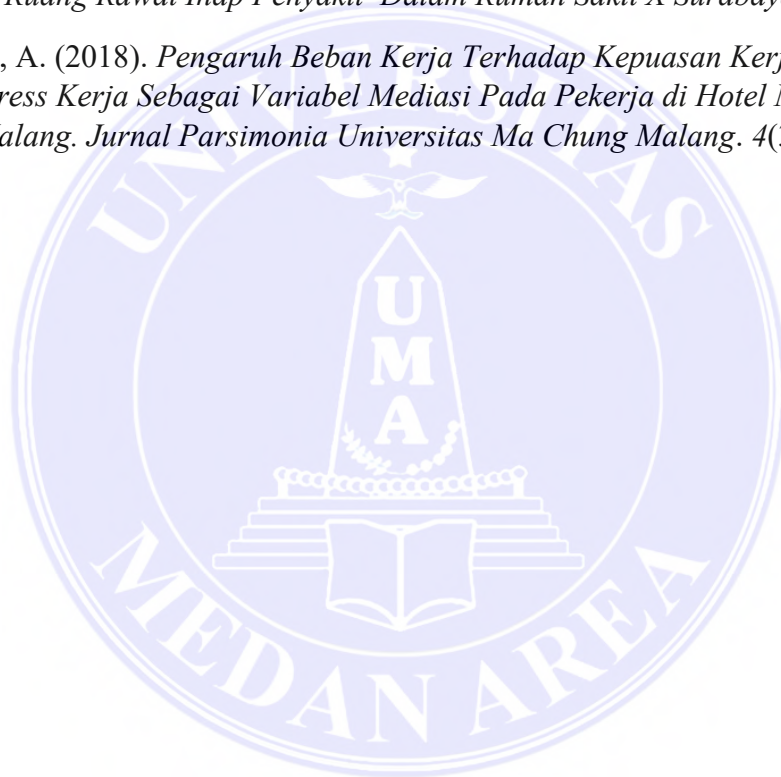 Ruang Rawat Inap Penyakit Dalam Rumah Sakit X Surabaya
, A. (2018). Pengaruh Beban Kerja Terhadap Kepuasan Kerj
ress Kerja Sebagai Variabel Mediasi Pada Pekerja di Hotel
alang. Jurnal Parsimonia Universitas Ma Chung Malang. 4(
UNIVERSITAS
UMA
MEDAN AREA